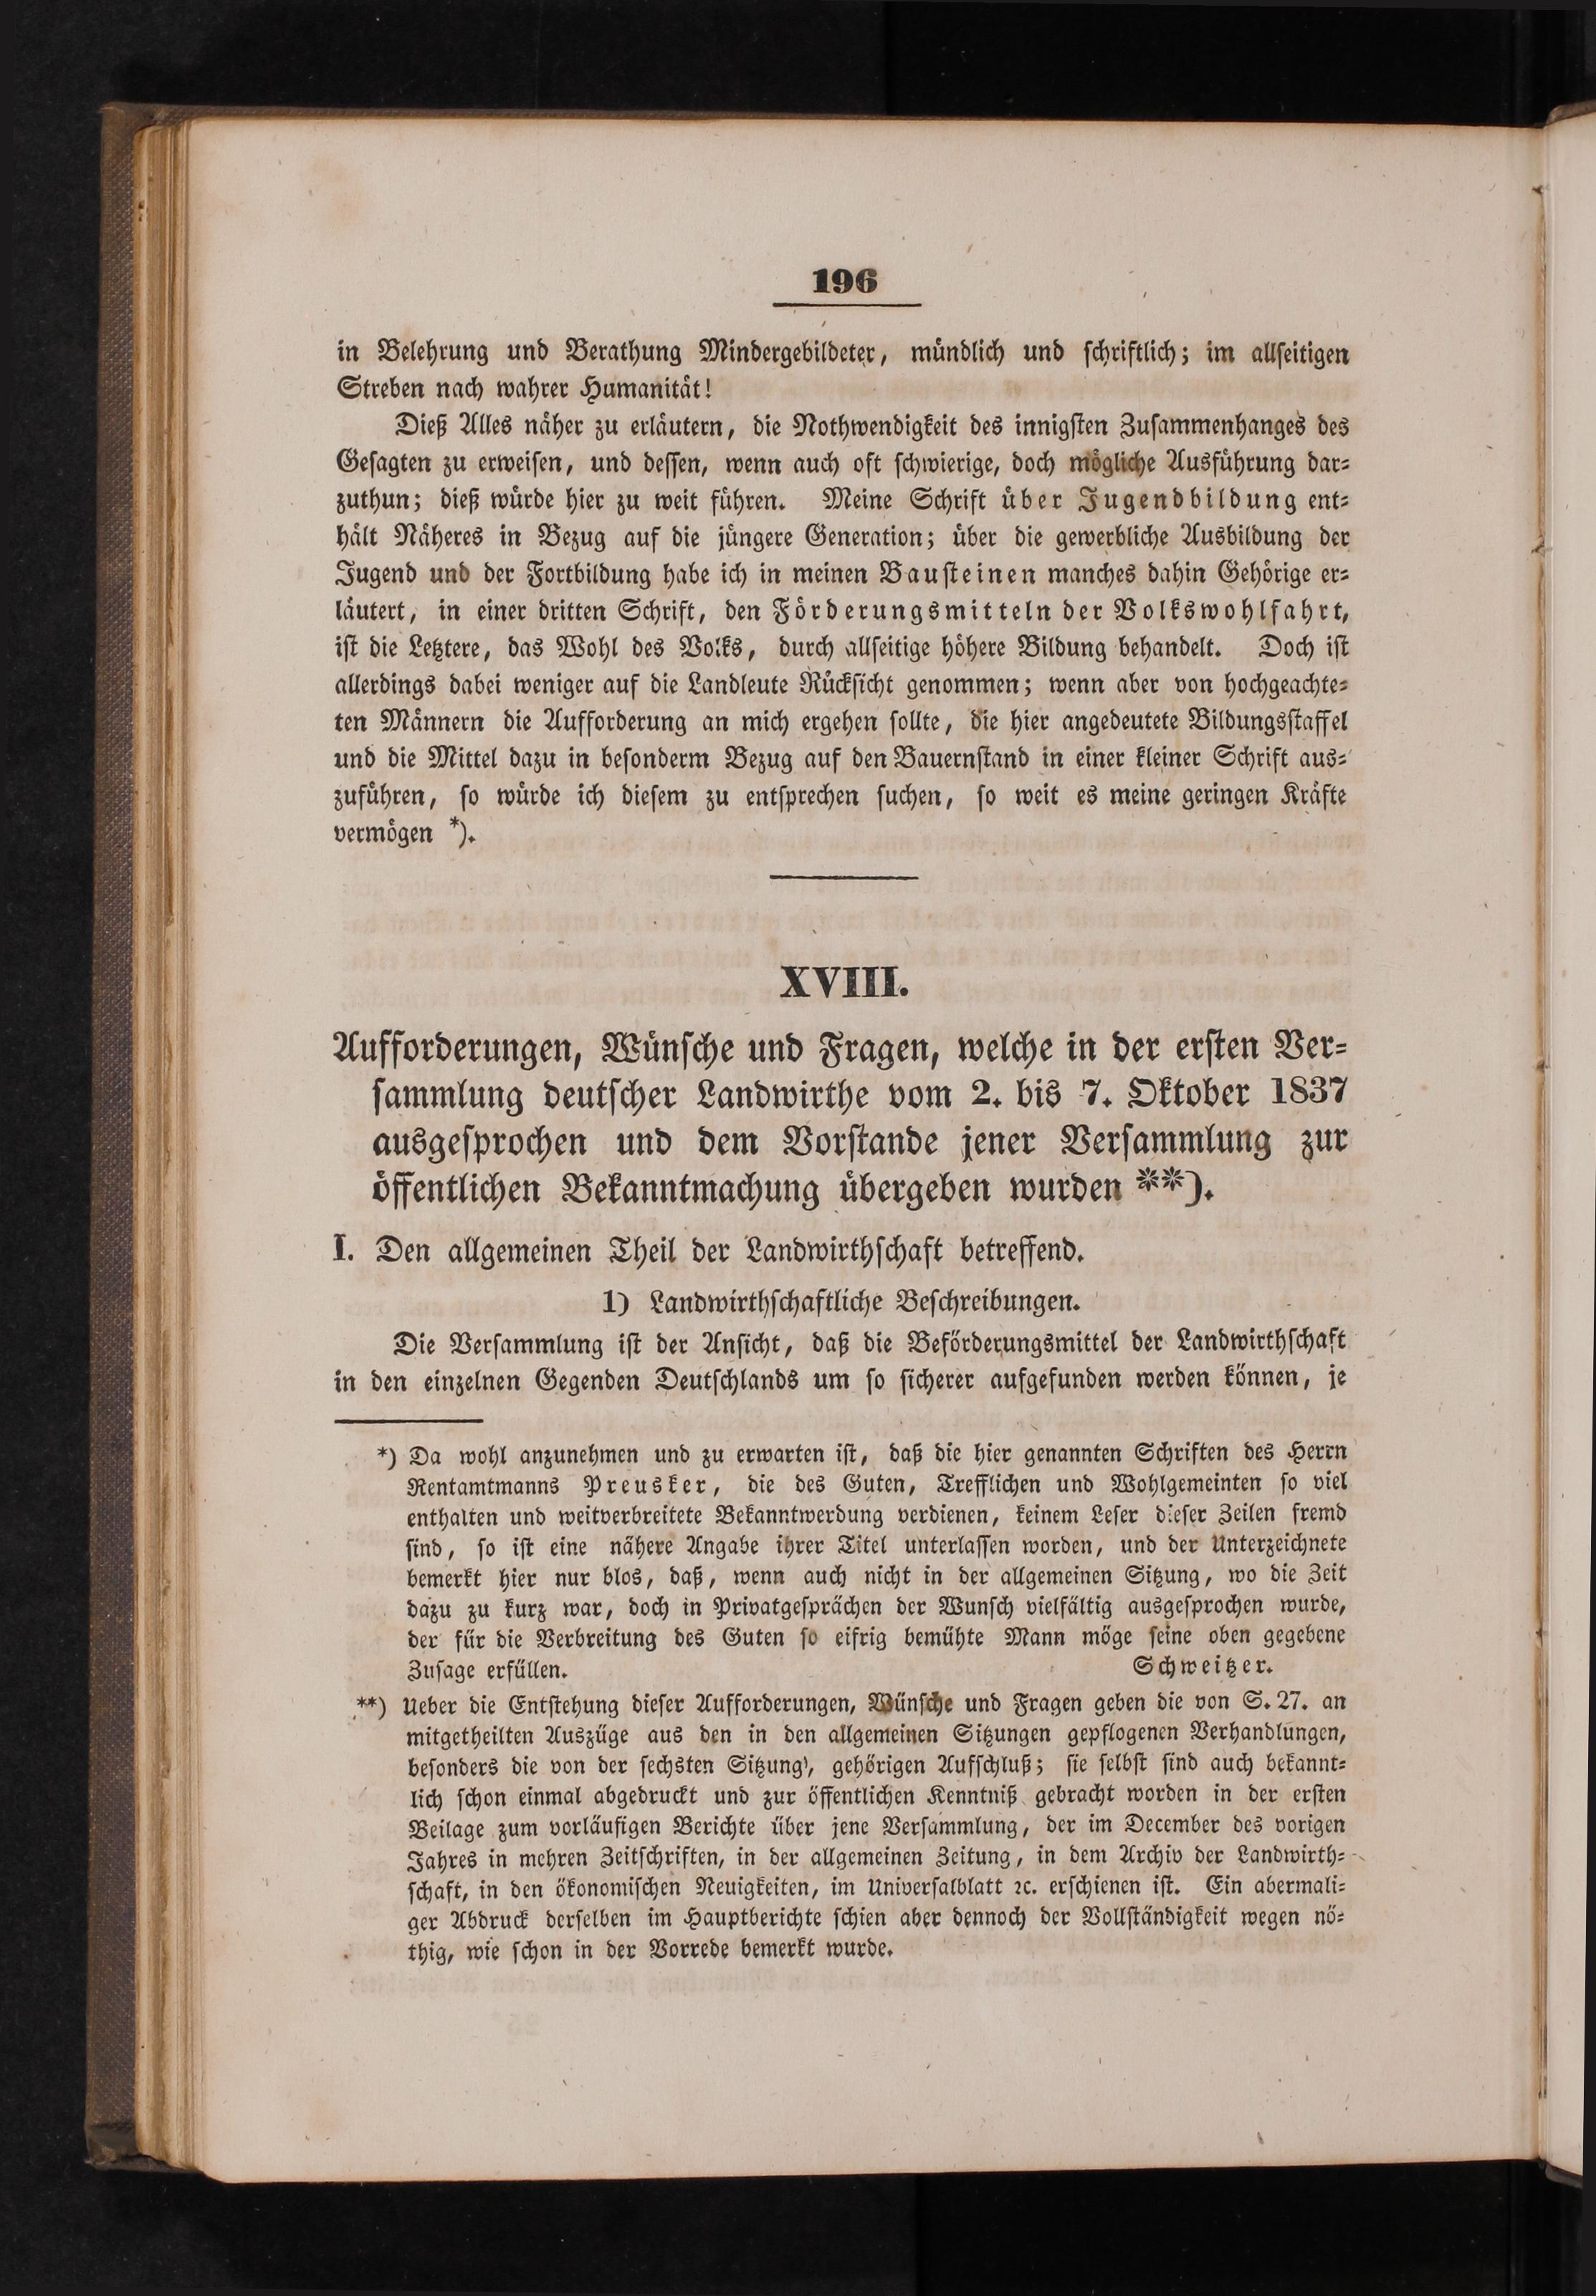 196
in Belehrung und Berathung Mindergebildeter, mündlich und schriftlich; im allseitigen
Streben nach wahrer Humanität!
Dieß Alles näher zu erläutern, die Nothwendigkeit des innigsten Zusammenhanges des
Gesagten zu erweisen, und dessen, wenn auch oft schwierige, doch mögliche Ausführung dar=
zuthun; dieß würde hier zu weit führen. Meine Schrift über Jugendbildung ent=
hält Näheres in Bezug auf die jüngere Generation; über die gewerbliche Ausbildung der
Jugend und der Fortbildung habe ich in meinen Bausteinen manches dahin Gehörige er=
läutert, in einer dritten Schrift, den Förderungsmitteln der Volkswohlfahrt,
ist die Letztere, das Wohl des Volks, durch allseitige höhere Bildung behandelt. Doch ist
allerdings dabei weniger auf die Landleute Rücksicht genommen; wenn aber von hochgeachte=
ten Männern die Aufforderung an mich ergehen sollte, die hier angedeutete Bildungsstaffel
und die Mittel dazu in besonderm Bezug auf den Bauernstand in einer kleiner Schrift aus=
zuführen, so würde ich diesem zu entsprechen suchen, so weit es meine geringen Kräfte
vermögen *).
XVIII.
Aufforderungen, Wünsche und Fragen, welche in der ersten Ver=
sammlung deutscher Landwirthe vom 2. bis 7. Oktober 1837
ausgesprochen und dem Vorstande jener Versammlung zur
öffentlichen Bekanntmachung übergeben wurden **).
I. Den allgemeinen Theil der Landwirthschaft betreffend.
1) Landwirthschaftliche Beschreibungen.
Die Versammlung ist der Ansicht, daß die Beförderungsmittel der Landwirthschaft
in den einzelnen Gegenden Deutschlands um so sicherer aufgefunden werden können, je
*) Da wohl anzunehmen und zu erwarten ist, daß die hier genannten Schriften des Herrn
Rentamtmanns Preusker, die des Guten, Trefflichen und Wohlgemeinten so viel
enthalten und weitverbreitete Bekanntwerdung verdienen, keinem Leser dieser Zeilen fremd
sind, so ist eine nähere Angabe ihrer Titel unterlassen worden, und der Unterzeichnete
bemerkt hier nur blos, daß, wenn auch nicht in der allgemeinen Sitzung, wo die Zeit
dazu zu kurz war, doch in Privatgesprächen der Wunsch vielfältig ausgesprochen wurde,
der für die Verbreitung des Guten so eifrig bemühte Mann möge seine oben gegebene
Zusage erfüllen. Schweitzer.
**) Ueber die Entstehung dieser Aufforderungen, Wünsche und Fragen geben die von S. 27. an
mitgetheilten Auszüge aus den in den allgemeinen Sitzungen gepflogenen Verhandlungen,
besonders die von der sechsten Sitzung, gehörigen Aufschluß; sie selbst sind auch bekannt=
lich schon einmal abgedruckt und zur öffentlichen Kenntniß gebracht worden in der ersten
Beilage zum vorläufigen Berichte über jene Versammlung, der im December des vorigen
Jahres in mehren Zeitschriften, in der allgemeinen Zeitung, in dem Archiv der Landwirth=
schaft, in den ökonomischen Neuigkeiten, im Universalblatt ꝛc. erschienen ist. Ein abermali=
ger Abdruck derselben im Hauptberichte schien aber dennoch der Vollständigkeit wegen nö=
thig, wie schon in der Vorrede bemerkt wurde.